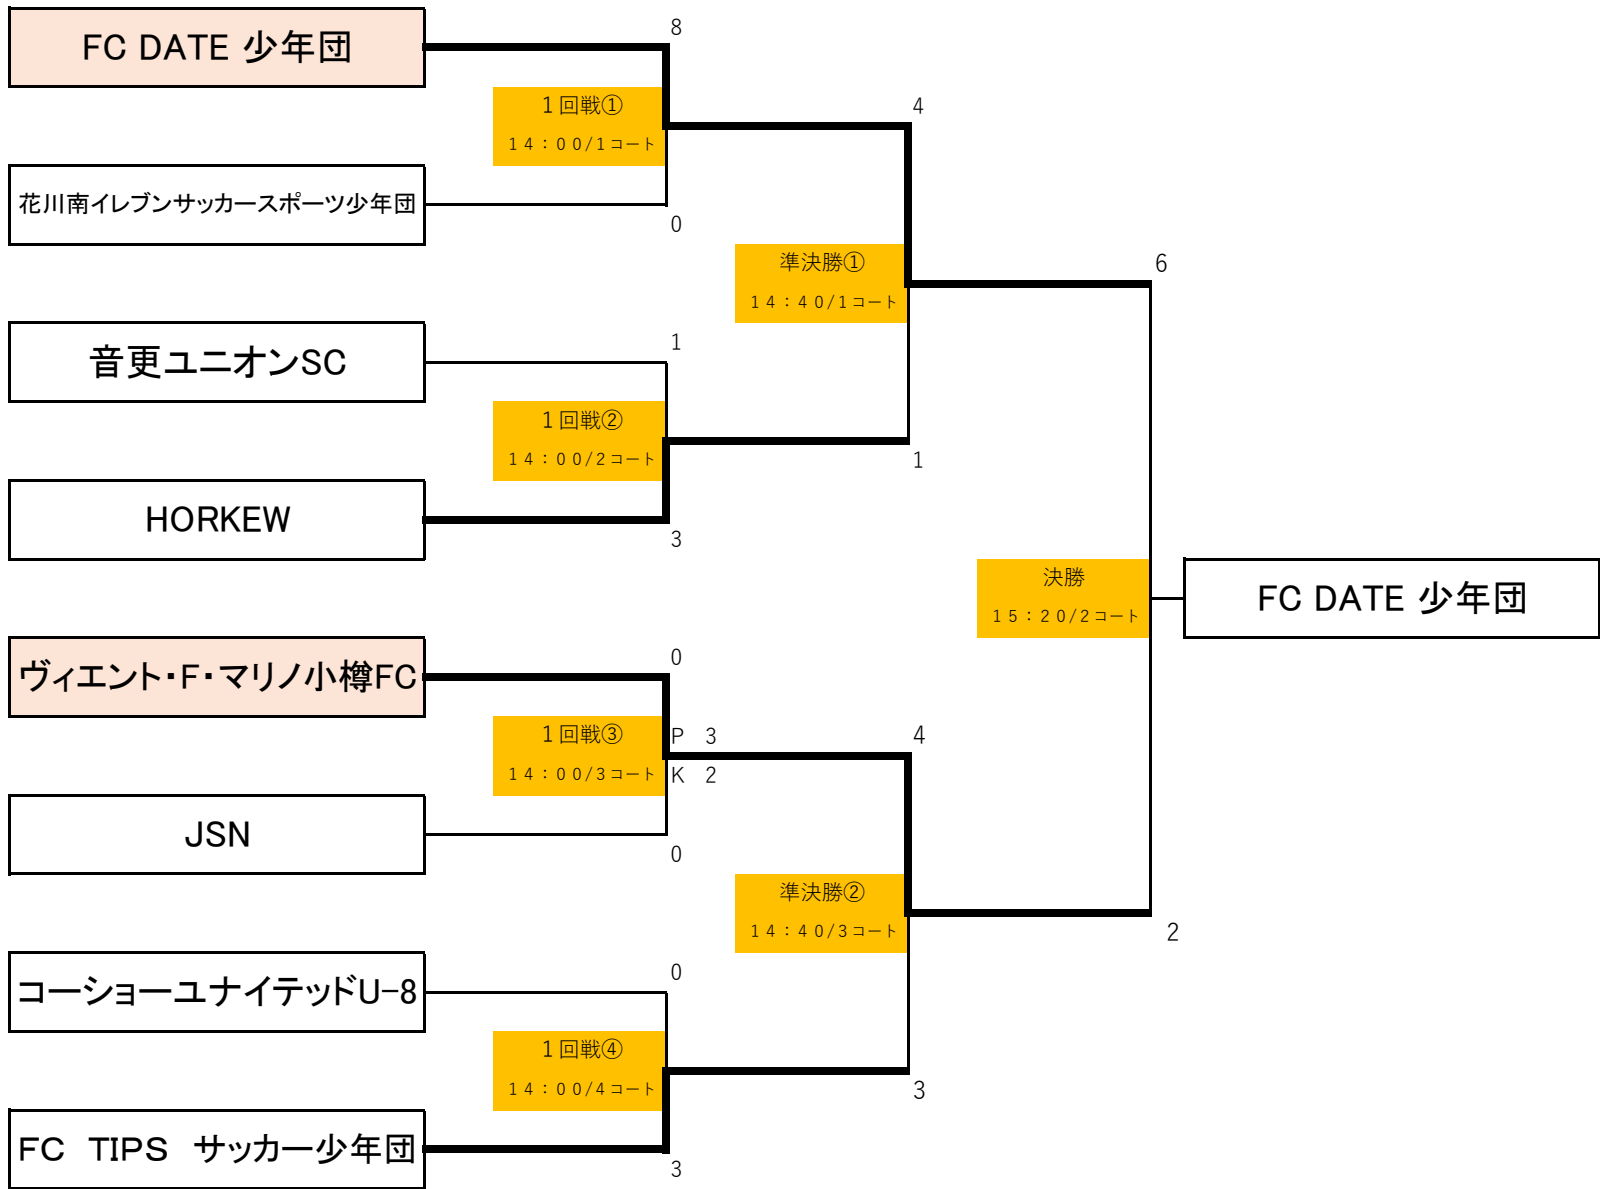 FC DATE 少年団
8
1回戦①
14：00/1コート
4
花川南イレブンサッカースポーツ少年団
0
準決勝①
14：40/1コート
6
音更ユニオンSC
1
1回戦②
14：00/2コート
1
HORKEW
3
決勝
15：20/2コート
FC DATE 少年団
ヴィエント・F・マリノ小樽FC
0
1回戦③
14：00/3コート
P 3
K 2
4
JSN
0
準決勝②
14：40/3コート
2
コーショーユナイテッドU-8
0
1回戦④
14：00/4コート
3
FC　TIPS　サッカー少年団
3